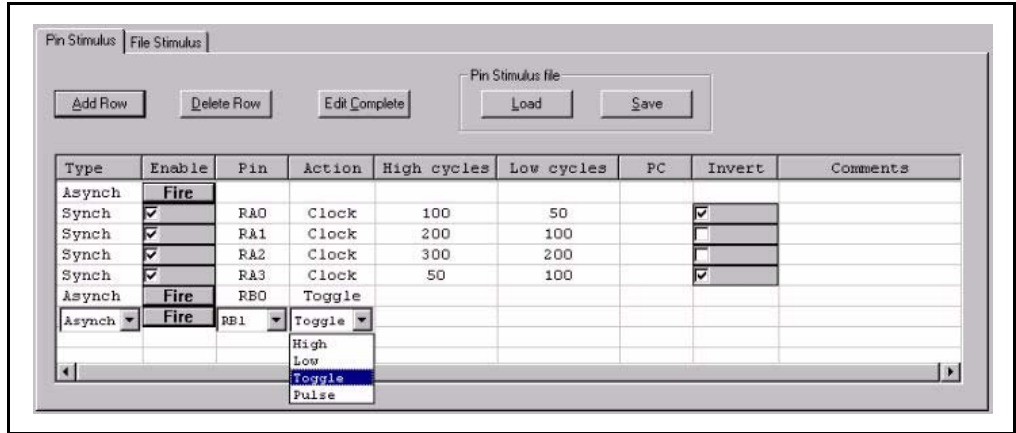 Pin Stimulus File Stimulus
Pin Stimulus file
Add Row Delete Row Edit Complete Load Save
Type Enable Pin Action High cycles Low cycles PC Invert Comments
Asynch Fire
Synch RA0 Clock 100 50
Synch RA1 Clock 200 100
Synch RA2 Clock 300 200
Synch RA3 Clock 50 100
Asynch Fire RB0 Toggle
Asynch Fire RB1 Toggle
High
Low
Toggle
Pulse